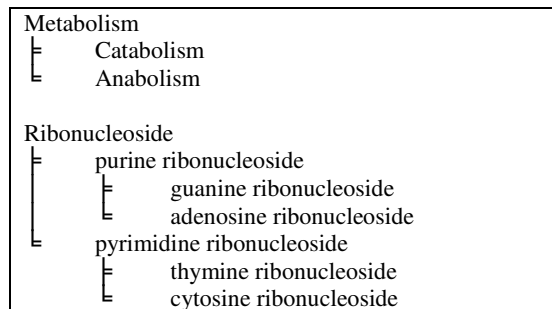 Metabolism
Catabolism
Anabolism
Ribonucleoside
purine ribonucleoside
guanine ribonucleoside
adenosine ribonucleoside
pyrimidine ribonucleoside
thymine ribonucleoside
cytosine ribonucleoside